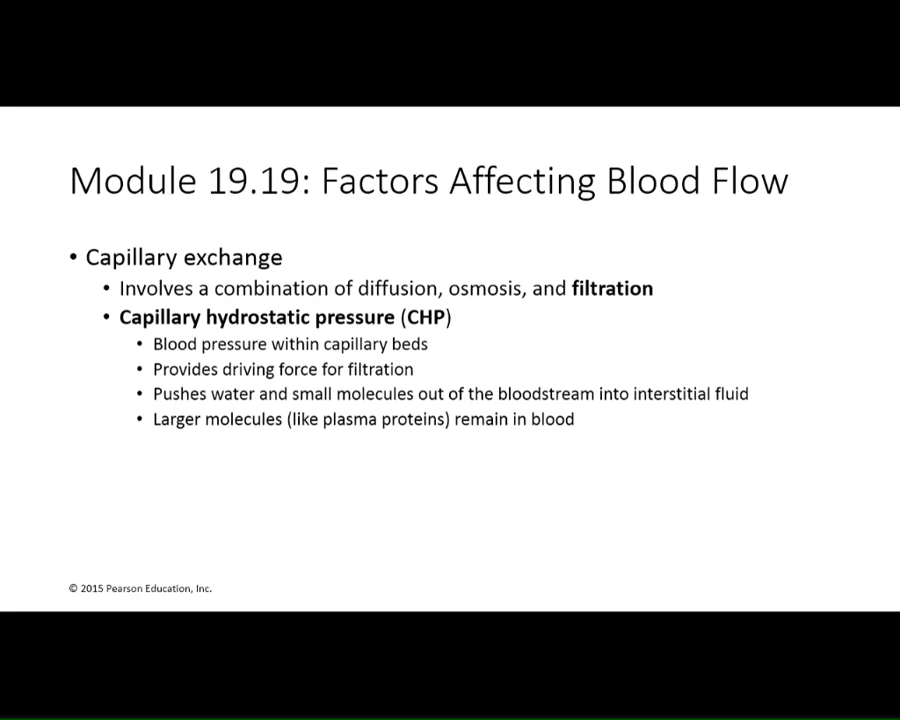 Module 19.19: Factors Affecting Blood Flow
• Capillary exchange
• Involves a combination of diffusion, osmosis, and filtration
• Capillary hydrostatic pressure (CHP)
• Blood pressure within capillary beds
• Provides driving force for filtration
• Pushes water and small molecules out of the bloodstream into interstitial fluid
• Larger molecules (like plasma proteins) remain in blood
© 2015 Pearson Education, Inc.